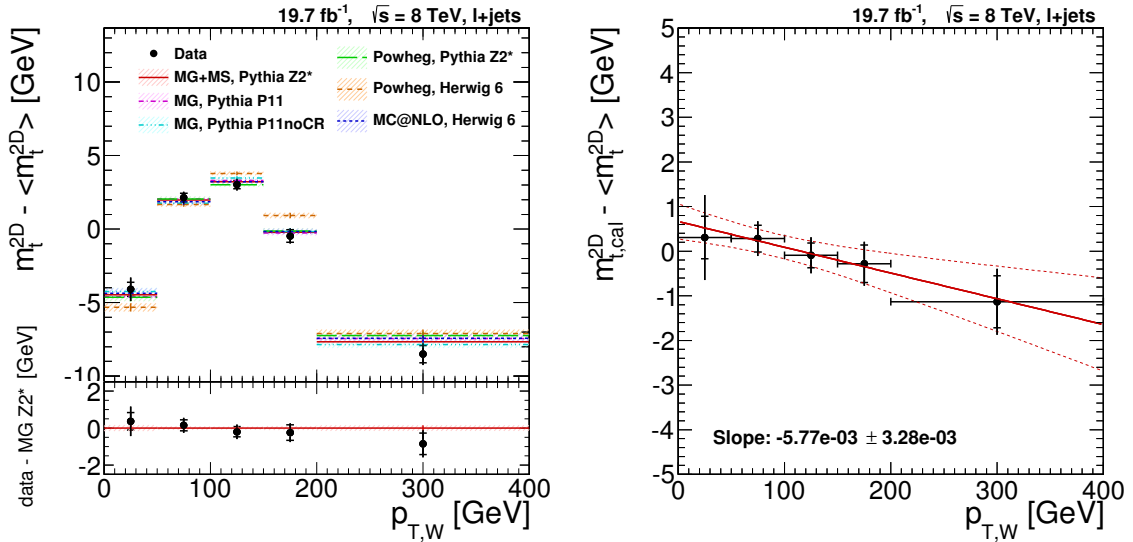 19.7 fb⁻¹, √s = 8 TeV, l+jets
m_t^2D - <m_t^2D> [GeV]
Data
MG+MS, Pythia Z2*
MG, Pythia P11
MG, Pythia P11noCR
Powheg, Pythia Z2*
Powheg, Herwig 6
MC@NLO, Herwig 6
10
5
0
-5
-10
data - MG Z2* [GeV]
2
0
-2
0 100 200 300 400
p_T,W [GeV]
19.7 fb⁻¹, √s = 8 TeV, l+jets
m_t,cal^2D - <m_t^2D> [GeV]
5
4
3
2
1
0
-1
-2
-3
-4
-5
Slope: -5.77e-03 ± 3.28e-03
0 100 200 300 400
p_T,W [GeV]